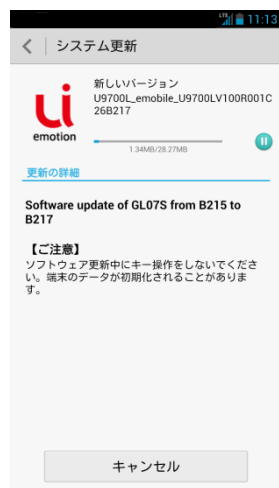 11:13
システム更新
新しいバージョン
U9700L_emobile_U9700LV100R001C
26B217
emotion
1.34MB/28.27MB
更新の詳細
Software update of GL07S from B215 to
B217
【ご注意】
ソフトウェア更新中にキー操作をしないでくださ
い。端末のデータが初期化されることがありま
す。
キャンセル